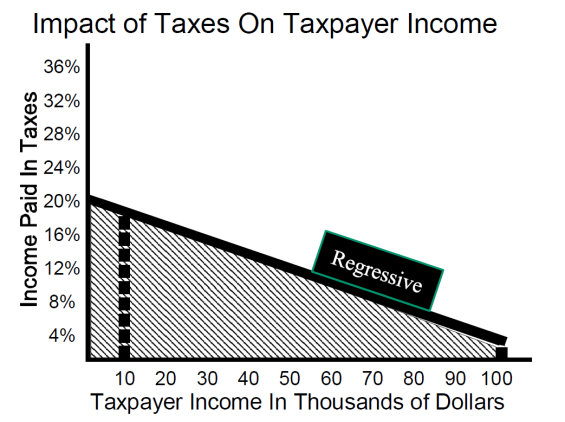 Impact of Taxes On Taxpayer Income
Income Paid In Taxes
36%
32%
28%
24%
20%
16%
12%
8%
4%
Regressive
10 20 30 40 50 60 70 80 90 100
Taxpayer Income In Thousands of Dollars